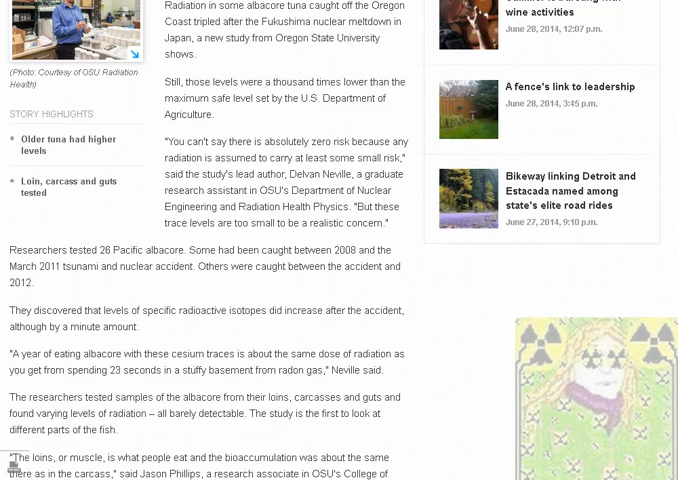 Radiation in some albacore tuna caught off the Oregon
Coast tripled after the Fukushima nuclear meltdown in
Japan, a new study from Oregon State University
shows.
(Photo: Courtesy of OSU Radiation
Health)
STORY HIGHLIGHTS
Older tuna had higher
levels
Loin, carcass and guts
tested
Still, those levels were a thousand times lower than the
maximum safe level set by the U.S. Department of
Agriculture.
"You can't say there is absolutely zero risk because any
radiation is assumed to carry at least some small risk,"
said the study's lead author, Delvan Neville, a graduate
research assistant in OSU's Department of Nuclear
Engineering and Radiation Health Physics. "But these
trace levels are too small to be a realistic concern."
Researchers tested 26 Pacific albacore. Some had been caught between 2008 and the
March 2011 tsunami and nuclear accident. Others were caught between the accident and
2012.
They discovered that levels of specific radioactive isotopes did increase after the accident,
although by a minute amount.
"A year of eating albacore with these cesium traces is about the same dose of radiation as
you get from spending 23 seconds in a stuffy basement from radon gas," Neville said.
The researchers tested samples of the albacore from their loins, carcasses and guts and
found varying levels of radiation – all barely detectable. The study is the first to look at
different parts of the fish.
"The loins, or muscle, is what people eat and the bioaccumulation was about the same
there as in the carcass," said Jason Phillips, a research associate in OSU's College of
wine activities
June 28, 2014, 12:07 p.m.
A fence's link to leadership
June 28, 2014, 3:45 p.m.
Bikeway linking Detroit and
Estacada named among
state's elite road rides
June 27, 2014, 9:10 p.m.